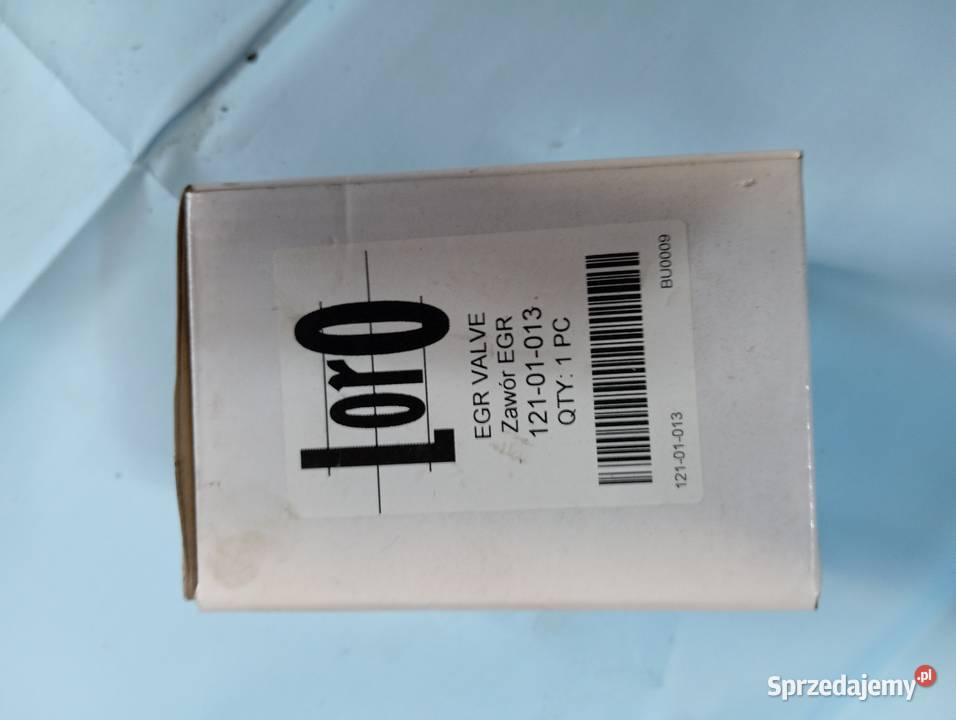 LorO
EGR VALVE
Zawór EGR
121-01-013
QTY: 1 PC
121-01-013
BU0009
Sprzedajemy.pl